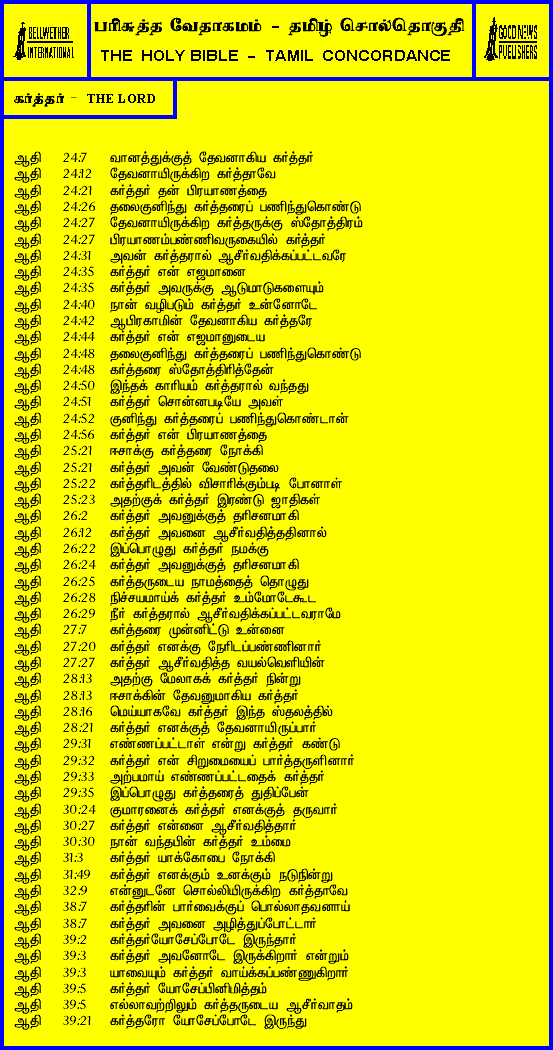 BELLWETHER
INTERNATIONAL
பரிசுத்த வேதாகமம் - தமிழ் சொல்தொகுதி
THE HOLY BIBLE - TAMIL CONCORDANCE
GOOD NEWS
PUBLISHERS
கர்த்தர் - THE LORD
ஆதி 24:7 வானத்துக்குத் தேவனாகிய கர்த்தர்
ஆதி 24:12 தேவனாயிருக்கிற கர்த்தாவே
ஆதி 24:21 கர்த்தர் தன் பிரயாணத்தை
ஆதி 24:26 தலைகுனிந்து கர்த்தரைப் பணிந்துகொண்டு
ஆதி 24:27 தேவனாயிருக்கிற கர்த்தருக்கு ஸ்தோத்திரம்
ஆதி 24:27 பிரயாணம்பண்ணிவருகையில் கர்த்தர்
ஆதி 24:31 அவன் கர்த்தரால் ஆசீர்வதிக்கப்பட்டவரே
ஆதி 24:35 கர்த்தர் என் எஜமானை
ஆதி 24:35 கர்த்தர் அவருக்கு ஆடுமாடுகளையும்
ஆதி 24:40 நான் வழிபடும் கர்த்தர் உன்னோடே
ஆதி 24:42 ஆபிரகாமின் தேவனாகிய கர்த்தரே
ஆதி 24:44 கர்த்தர் என் எஜமானுடைய
ஆதி 24:48 தலைகுனிந்து கர்த்தரைப் பணிந்துகொண்டு
ஆதி 24:48 கர்த்தரை ஸ்தோத்திரித்தேன்
ஆதி 24:50 இந்தக் காரியம் கர்த்தரால் வந்தது
ஆதி 24:51 கர்த்தர் சொன்னபடியே அவள்
ஆதி 24:52 குனிந்து கர்த்தரைப் பணிந்துகொண்டான்
ஆதி 24:56 கர்த்தர் என் பிரயாணத்தை
ஆதி 25:21 ஈசாக்கு கர்த்தரை நோக்கி
ஆதி 25:21 கர்த்தர் அவன் வேண்டுதலை
ஆதி 25:22 கர்த்தரிடத்தில் விசாரிக்கும்படி போனாள்
ஆதி 25:23 அதற்குக் கர்த்தர் இரண்டு ஜாதிகள்
ஆதி 26:2 கர்த்தர் அவனுக்குத் தரிசனமாகி
ஆதி 26:12 கர்த்தர் அவனை ஆசீர்வதித்ததினால்
ஆதி 26:22 இப்பொழுது கர்த்தர் நமக்கு
ஆதி 26:24 கர்த்தர் அவனுக்குத் தரிசனமாகி
ஆதி 26:25 கர்த்தருடைய நாமத்தைத் தொழுது
ஆதி 26:28 நிச்சயமாய்க் கர்த்தர் உம்மோடேகூட
ஆதி 26:29 நீர் கர்த்தரால் ஆசீர்வதிக்கப்பட்டவராமே
ஆதி 27:7 கர்த்தரை முன்னிட்டு உன்னை
ஆதி 27:20 கர்த்தர் எனக்கு நேரிடப்பண்ணினார்
ஆதி 27:27 கர்த்தர் ஆசீர்வதித்த வயல்வெளியின்
ஆதி 28:13 அதற்கு மேலாகக் கர்த்தர் நின்று
ஆதி 28:13 ஈசாக்கின் தேவனுமாகிய கர்த்தர்
ஆதி 28:16 மெய்யாகவே கர்த்தர் இந்த ஸ்தலத்தில்
ஆதி 28:21 கர்த்தர் எனக்குத் தேவனாயிருப்பார்
ஆதி 29:31 எண்ணப்பட்டாள் என்று கர்த்தர் கண்டு
ஆதி 29:32 கர்த்தர் என் சிறுமையைப் பார்த்தருளினார்
ஆதி 29:33 அற்பமாய் எண்ணப்பட்டதைக் கர்த்தர்
ஆதி 29:35 இப்பொழுது கர்த்தரைத் துதிப்பேன்
ஆதி 30:24 குமாரனைக் கர்த்தர் எனக்குத் தருவார்
ஆதி 30:27 கர்த்தர் என்னை ஆசீர்வதித்தார்
ஆதி 30:30 நான் வந்தபின் கர்த்தர் உம்மை
ஆதி 31:3 கர்த்தர் யாக்கோபை நோக்கி
ஆதி 31:49 கர்த்தர் எனக்கும் உனக்கும் நடுநின்று
ஆதி 32:9 என்னுடனே சொல்லியிருக்கிற கர்த்தாவே
ஆதி 38:7 கர்த்தரின் பார்வைக்குப் பொல்லாதவனாய்
ஆதி 38:7 கர்த்தர் அவனை அழித்துப்போட்டார்
ஆதி 39:2 கர்த்தர்யோசேப்போடே இருந்தார்
ஆதி 39:3 கர்த்தர் அவனோடே இருக்கிறார் என்றும்
ஆதி 39:3 யாவையும் கர்த்தர் வாய்க்கப்பண்ணுகிறார்
ஆதி 39:5 கர்த்தர் யோசேப்பினிமித்தம்
ஆதி 39:5 எல்லாவற்றிலும் கர்த்தருடைய ஆசீர்வாதம்
ஆதி 39:21 கர்த்தரோ யோசேப்போடே இருந்து